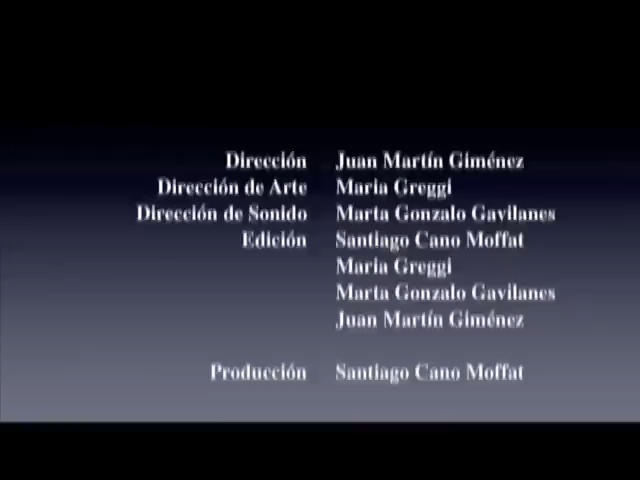 Dirección Juan Martín Giménez
Dirección de Arte Maria Greggi
Dirección de Sonido Marta Gonzalo Gavilanes
Edición Santiago Cano Moffat
Maria Greggi
Marta Gonzalo Gavilanes
Juan Martín Giménez
Producción Santiago Cano Moffat